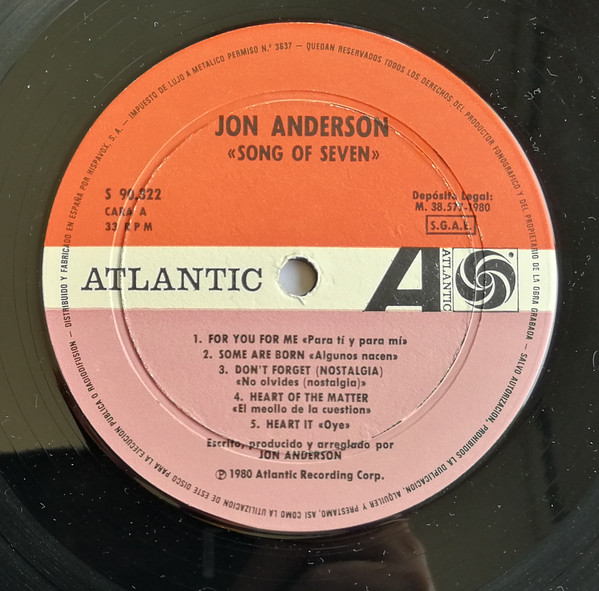 DISTRIBUIDO Y FABRICADO EN ESPAÑA POR HISPAVOX, S. A. — IMPUESTO DE LUJO A METALICO PERMISO N.º 3637 — QUEDAN RESERVADOS TODOS LOS DERECHOS DEL PRODUCTOR FONOGRAFICO Y DEL PROPIETARIO DE LA OBRA GRABADA — SALVO AUTORIZACION, PROHIBIDOS LA DUPLICACION, ALQUILER Y PRESTAMO, ASI COMO LA UTILIZACION DE ESTE DISCO PARA LA EJECUCION PUBLICA O RADIODIFUSION —
JON ANDERSON
«SONG OF SEVEN»
S 90.822
CARA A
33 RPM
Depósito Legal:
M. 38.577-1980
S.G.A.E.
ATLANTIC
A
ATLANTIC
1. FOR YOU FOR ME «Para tí y para mí»
2. SOME ARE BORN «Algunos nacen»
3. DON'T FORGET (NOSTALGIA)
«No olvides (nostalgia)»
4. HEART OF THE MATTER
«El meollo de la cuestion»
5. HEART IT «Oye»
Escrito, producido y arreglado por
JON ANDERSON
Ⓟ 1980 Atlantic Recording Corp.